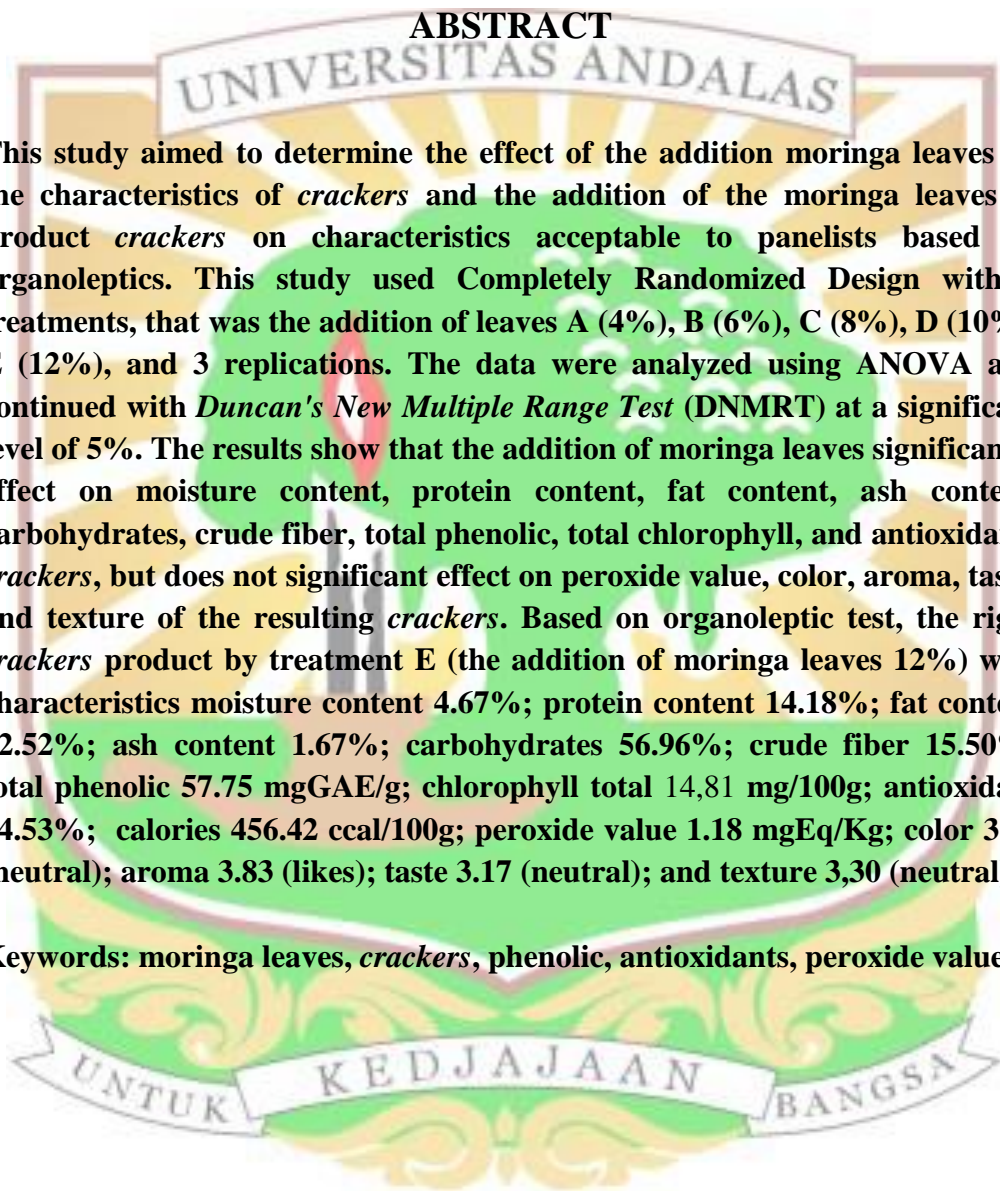 ABSTRACT
UNIVERSITAS ANDALAS
This study aimed to determine the effect of the addition moringa leaves
the characteristics of crackers and the addition of the moringa leaves
product crackers on characteristics acceptable to panelists based
organoleptics. This study used Completely Randomized Design with
treatments, that was the addition of leaves A (4%), B (6%), C (8%), D (10%
E (12%), and 3 replications. The data were analyzed using ANOVA
continued with Duncan's New Multiple Range Test (DNMRT) at a
level of 5%. The results show that the addition of moringa leaves
effect on moisture content, protein content, fat content, ash
carbohydrates, crude fiber, total phenolic, total chlorophyll, and
crackers, but does not significant effect on peroxide value, color, aroma,
and texture of the resulting crackers. Based on organoleptic test, the
crackers product by treatment E (the addition of moringa leaves 12%)
characteristics moisture content 4.67%; protein content 14.18%; fat
2.52%; ash content 1.67%; carbohydrates 56.96%; crude fiber 15.50%
total phenolic 57.75 mgGAE/g; chlorophyll total 14,81 mg/100g;
4.53%; calories 456.42 ccal/100g; peroxide value 1.18 mgEq/Kg; color
(neutral); aroma 3.83 (likes); taste 3.17 (neutral); and texture 3,30 (neutral
Keywords: moringa leaves, crackers, phenolic, antioxidants, peroxide value
UNTUK KEDJAJAAN BANGSA